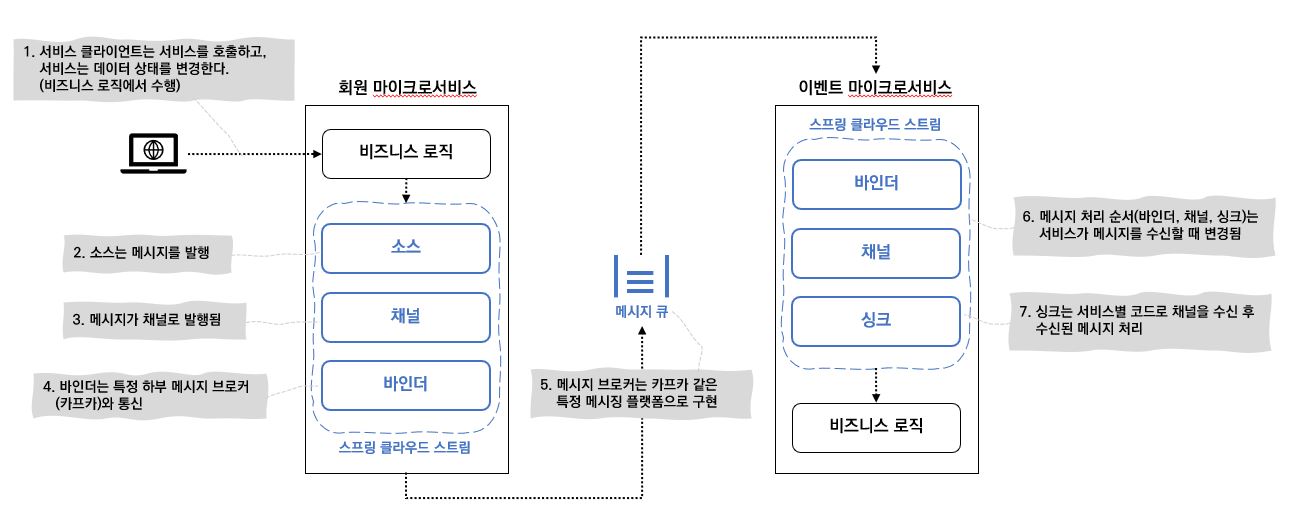 1. 서비스 클라이언트는 서비스를 호출하고,
서비스는 데이터 상태를 변경한다.
(비즈니스 로직에서 수행)
회원 마이크로서비스
비즈니스 로직
2. 소스는 메시지를 발행
소스
3. 메시지가 채널로 발행됨
채널
4. 바인더는 특정 하부 메시지 브로커
(카프카)와 통신
바인더
스프링 클라우드 스트림
메시지 큐
5. 메시지 브로커는 카프카 같은
특정 메시징 플랫폼으로 구현
이벤트 마이크로서비스
스프링 클라우드 스트림
바인더
채널
싱크
비즈니스 로직
6. 메시지 처리 순서(바인더, 채널, 싱크)는
서비스가 메시지를 수신할 때 변경됨
7. 싱크는 서비스별 코드로 채널을 수신 후
수신된 메시지 처리